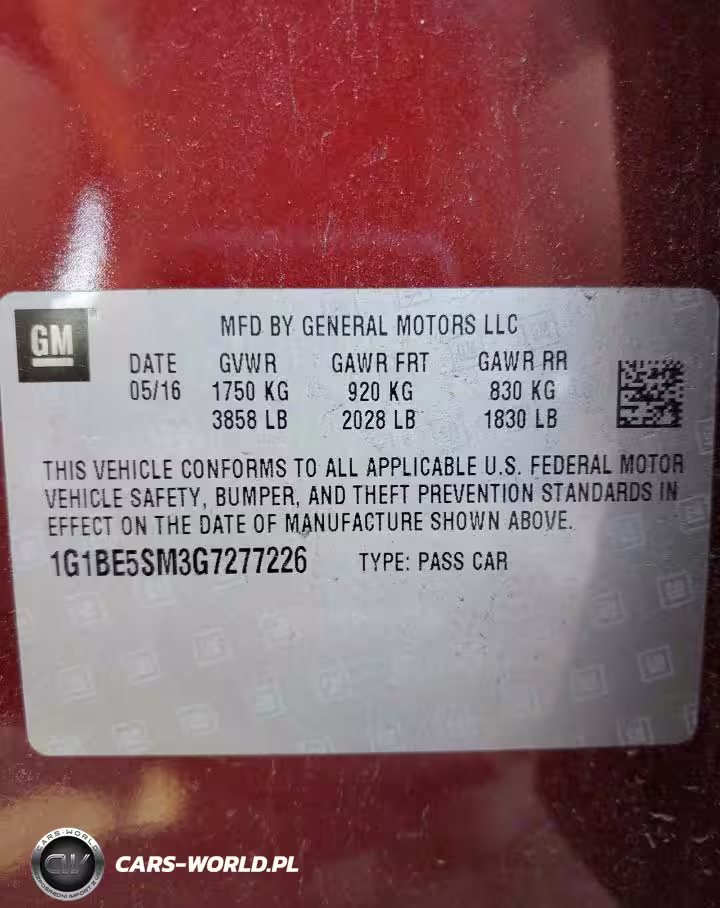 GM
MFD BY GENERAL MOTORS LLC
DATE GVWR GAWR FRT GAWR RR
05/16 1750 KG 920 KG 830 KG
3858 LB 2028 LB 1830 LB
THIS VEHICLE CONFORMS TO ALL APPLICABLE U.S. FEDERAL MOTOR
VEHICLE SAFETY, BUMPER, AND THEFT PREVENTION STANDARDS IN
EFFECT ON THE DATE OF MANUFACTURE SHOWN ABOVE.
1G1BE5SM3G7277226 TYPE: PASS CAR
CARS-WORLD
CW
CARS-WORLD.PL